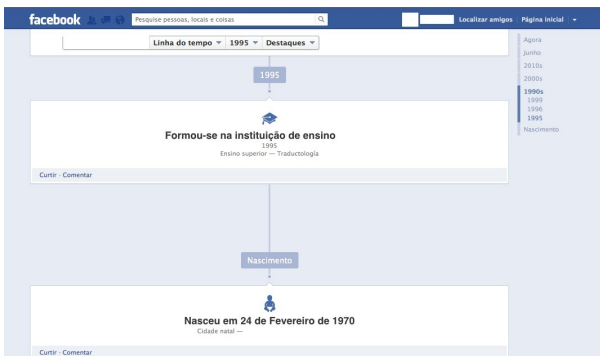 facebook Pesquise pessoas, locais e coisas Localizar amigos Página inicial
Linha do tempo 1995 Destaques
Agora
Junho
2010s
2000s
1990s
1999
1996
1995
Nascimento
1995
Formou-se na instituição de ensino
1995
Ensino superior — Traductología
Curtir · Comentar
Nascimento
Nasceu em 24 de Fevereiro de 1970
Cidade natal —
Curtir · Comentar